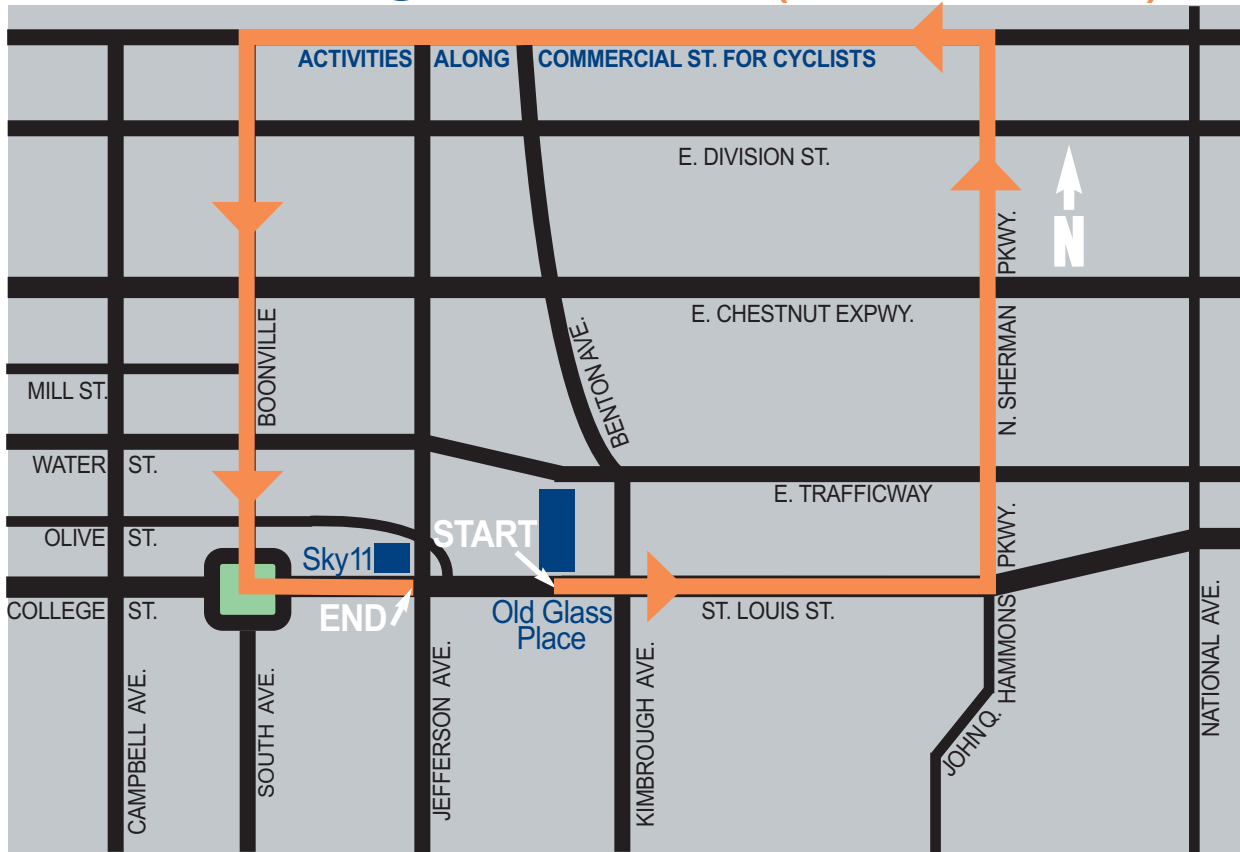 ACTIVITIES ALONG COMMERCIAL ST. FOR CYCLISTS
E. DIVISION ST.
N
N. SHERMAN PKWY.
E. CHESTNUT EXPWY.
BOONVILLE
BENTON AVE.
MILL ST.
WATER ST.
E. TRAFFICWAY
OLIVE ST.
Sky11
START
COLLEGE ST.
END
Old Glass
Place
ST. LOUIS ST.
JOHN Q. HAMMONS PKWY.
NATIONAL AVE.
CAMPBELL AVE.
SOUTH AVE.
JEFFERSON AVE.
KIMBROUGH AVE.